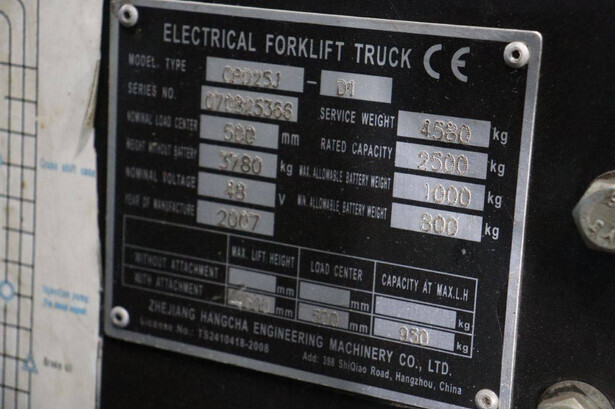 ELECTRICAL FORKLIFT TRUCK CE
MODEL TYPE CPD25J - D1
SERIES NO. 070825366
SERVICE WEIGHT 4580 kg
NOMINAL LOAD CENTER 500 mm
RATED CAPACITY 2500 kg
WEIGHT WITHOUT BATTERY 3780 kg
MAX. ALLOWABLE BATTERY WEIGHT 1000 kg
NOMINAL VOLTAGE 48 V
MIN. ALLOWABLE BATTERY WEIGHT 800 kg
YEAR OF MANUFACTURE 2007
MAX. LIFT HEIGHT LOAD CENTER CAPACITY AT MAX.L.H
WITHOUT ATTACHMENT mm mm kg
WITH ATTACHMENT mm 500 mm 950 kg
ZHEJIANG HANGCHA ENGINEERING MACHINERY CO., LTD.
License No.: TS2410418-2008 Add: 398 ShiQiao Road, Hangzhou, China